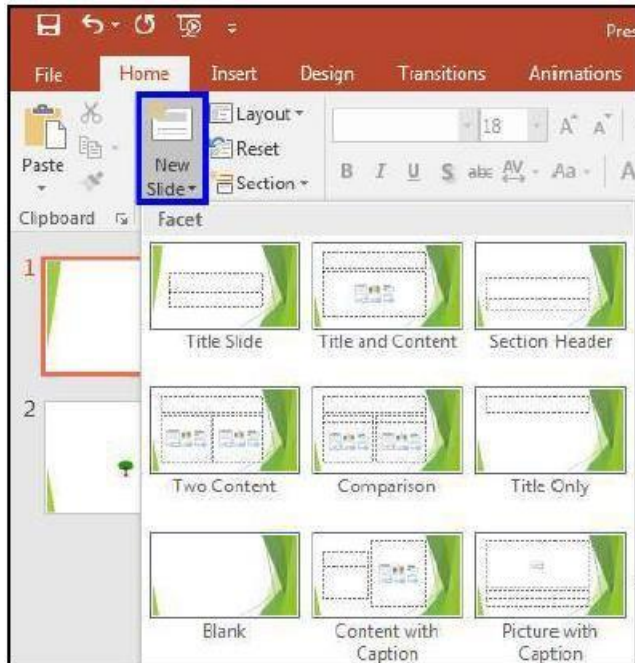 Pres
File Home Insert Design Transitions Animations
Paste
New
Slide
Layout
Reset
Section
18
A A
B I U S abc AV Aa A
Clipboard
Facet
1
2
Title Slide Title and Content Section Header
Two Content Comparison Title Only
Blank Content with
Caption Picture with
Caption